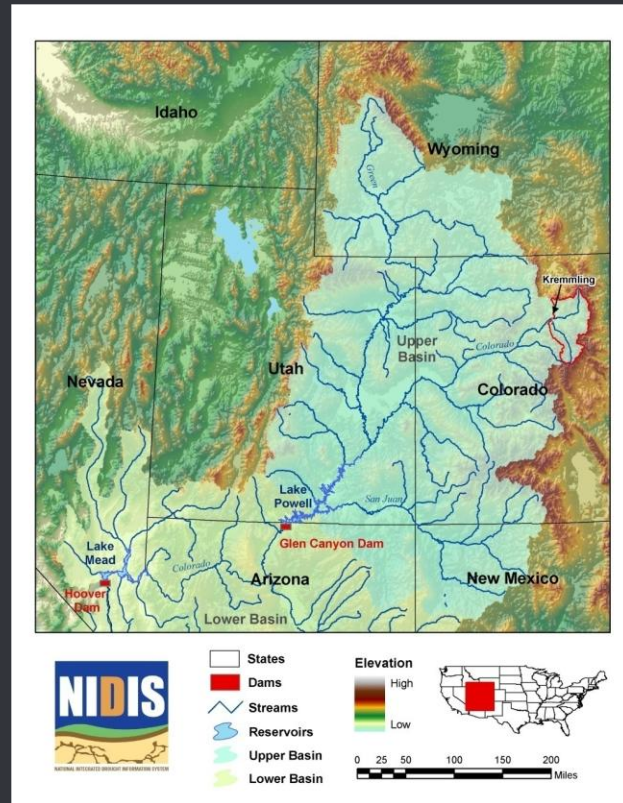 Idaho
Wyoming
Green
Kremmling
Upper
Basin
Colorado
Utah
Nevada
Colorado
Lake
Powell
San Juan
Glen Canyon Dam
Lake
Mead
Colorado
Arizona
New Mexico
Hoover
Dam
Lower Basin
NIDIS
NATIONAL INTEGRATED DROUGHT INFORMATION SYSTEM
States
Dams
Streams
Reservoirs
Upper Basin
Lower Basin
Elevation
High
Low
0 25 50 100 150 200
Miles